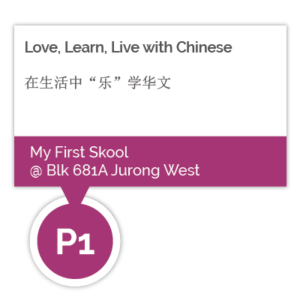 Love, Learn, Live with Chinese
在生活中“乐”学华文
My First Skool
@ Blk 681A Jurong West
P1